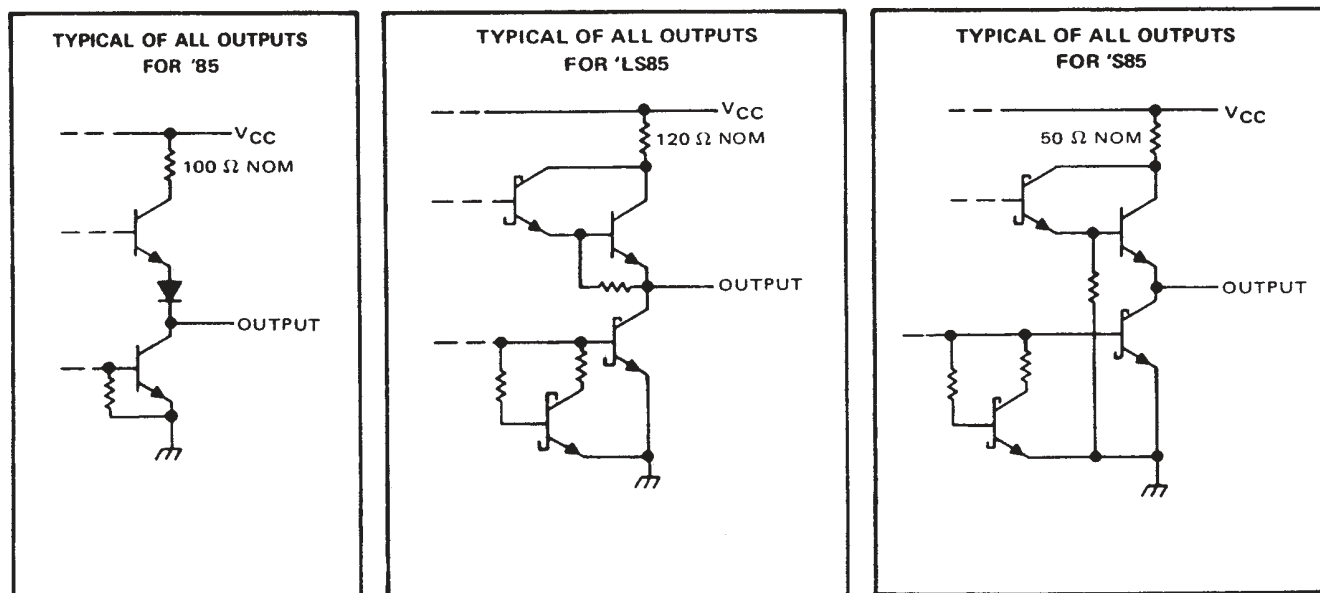 TYPICAL OF ALL OUTPUTS
FOR '85
VCC
100 Ω NOM
OUTPUT
TYPICAL OF ALL OUTPUTS
FOR 'LS85
VCC
120 Ω NOM
OUTPUT
TYPICAL OF ALL OUTPUTS
FOR 'S85
VCC
50 Ω NOM
OUTPUT